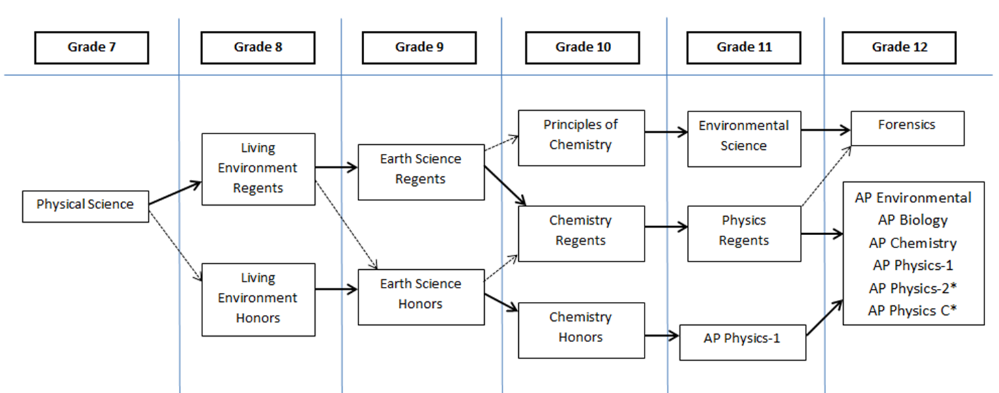 Grade 7
Grade 8
Grade 9
Grade 10
Grade 11
Grade 12
Physical Science
Living
Environment
Regents
Living
Environment
Honors
Earth Science
Regents
Earth Science
Honors
Principles of
Chemistry
Chemistry
Regents
Chemistry
Honors
Environmental
Science
Physics
Regents
AP Physics-1
Forensics
AP Environmental
AP Biology
AP Chemistry
AP Physics-1
AP Physics-2*
AP Physics C*